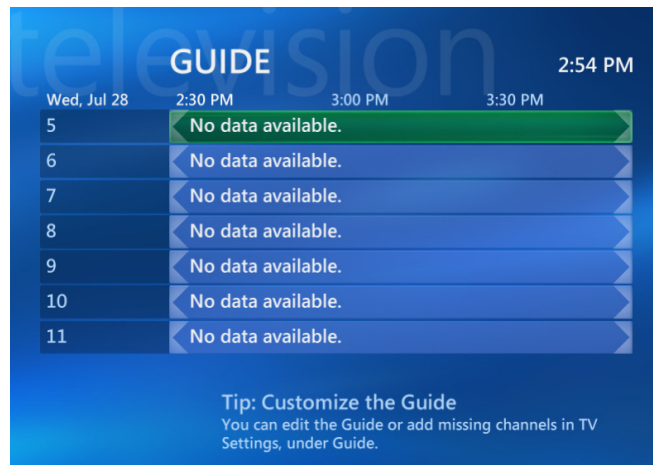 television
GUIDE
2:54 PM
Wed, Jul 28 2:30 PM 3:00 PM 3:30 PM
5 No data available.
6 No data available.
7 No data available.
8 No data available.
9 No data available.
10 No data available.
11 No data available.
Tip: Customize the Guide
You can edit the Guide or add missing channels in TV
Settings, under Guide.